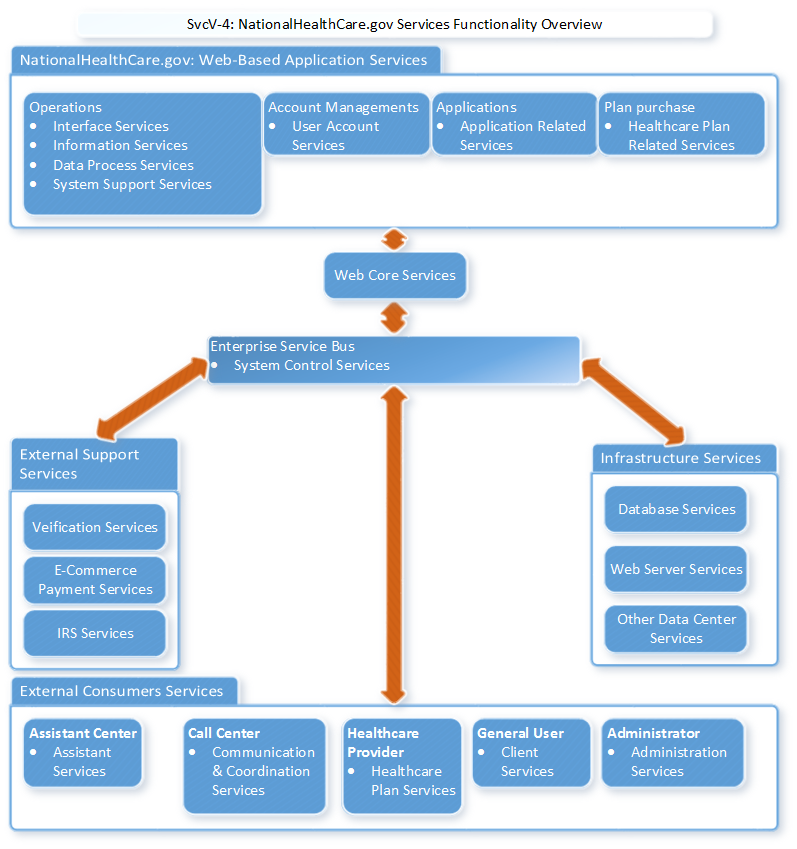 SvcV-4: NationalHealthCare.gov Services Functionality Overview
NationalHealthCare.gov: Web-Based Application Services
Operations
• Interface Services
• Information Services
• Data Process Services
• System Support Services
Account Managements
• User Account
Services
Applications
• Application Related
Services
Plan purchase
• Healthcare Plan
Related Services
Web Core Services
Enterprise Service Bus
• System Control Services
External Support
Services
Veification Services
E-Commerce
Payment Services
IRS Services
Infrastructure Services
Database Services
Web Server Services
Other Data Center
Services
External Consumers Services
Assistant Center
• Assistant
Services
Call Center
• Communication
& Coordination
Services
Healthcare
Provider
• Healthcare
Plan Services
General User
• Client
Services
Administrator
• Administration
Services